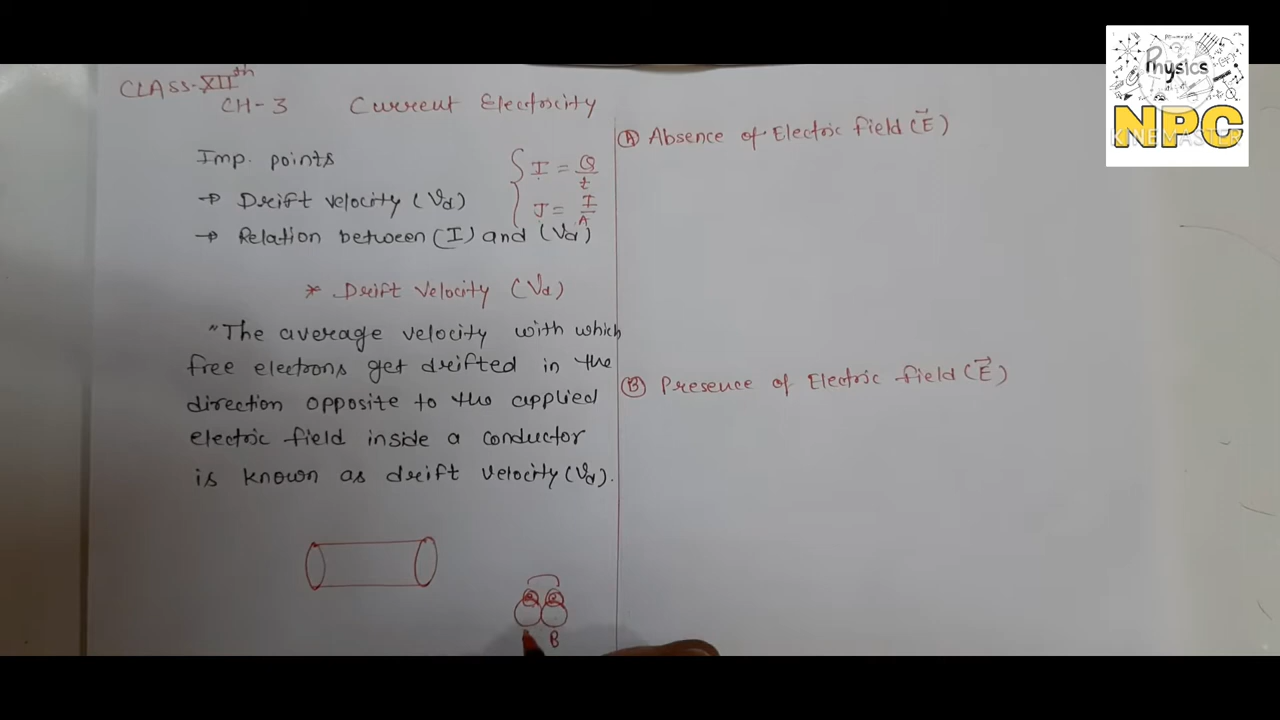 CLASS-XIIth
CH-3 Current Electricity
Imp. points
→ Drift velocity (Vd)
→ Relation between (I) and (Vd)
I = Q/t
J = I/A
* Drift Velocity (Vd)
"The average velocity with which
free electrons get drifted in the
direction opposite to the applied
electric field inside a conductor
is known as drift velocity (Vd).
B
Ⓐ Absence of Electric field (E⃗)
Ⓑ Presence of Electric field (E⃗)
Physics
NPC
KINEMASTER